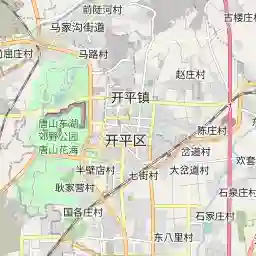 前陡河村
古楼庄村
马家沟街道
马路村
屈庄村
赵庄村
开平镇
唐山东湖
郊野公园
唐山花海
陈庄村
开平区
岔道村
欢套
半壁店村
七街村
大岔道村
耿家营村
石泉庄村
国各庄村
石家庄村
东八里村